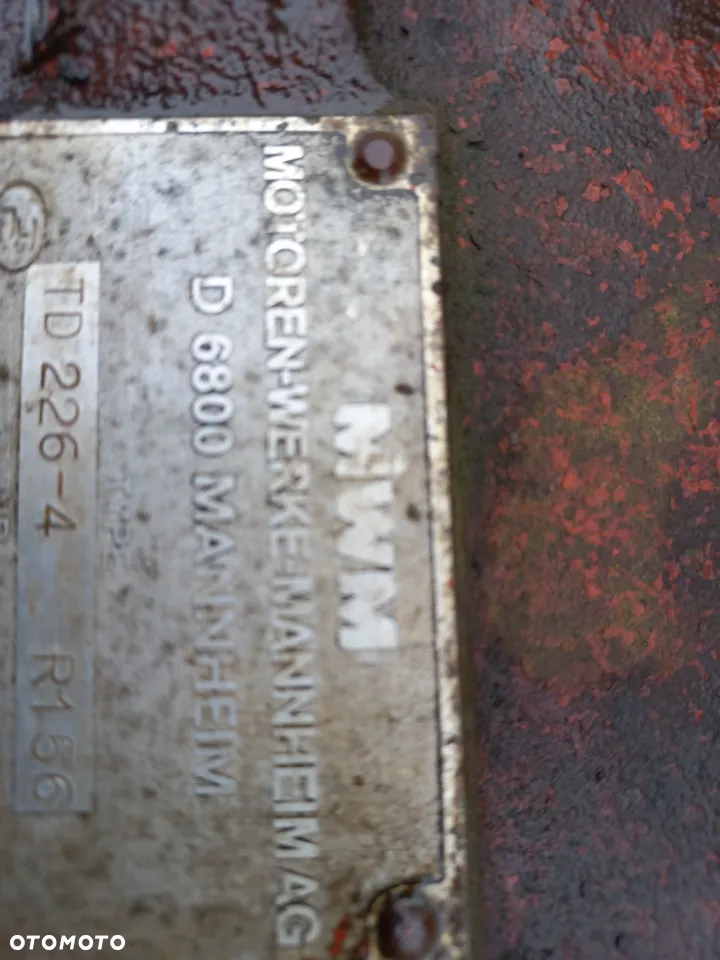 MWM
MOTOREN-WERKE MANNHEIM AG
D 6800 MANNHEIM
TD 226-4 R156
OTOMOTO